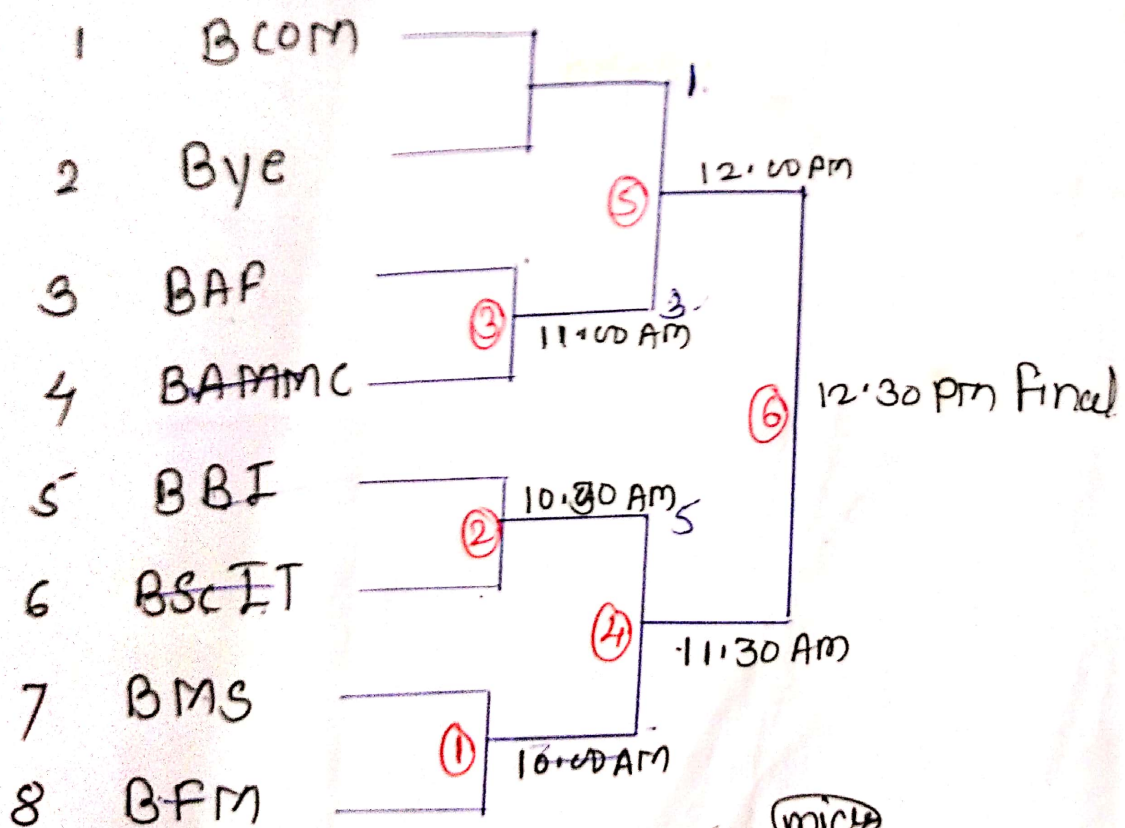 1 BCOM
1.
2 Bye
12.00 PM
5
3 BAF
3
3.
11.00 AM
4 BAMMC
6
12.30 pm final
5 BBI
10.30 AM
5
2
6 BScIT
4
11.30 AM
7 BMS
1
10.00 AM
8 BFM